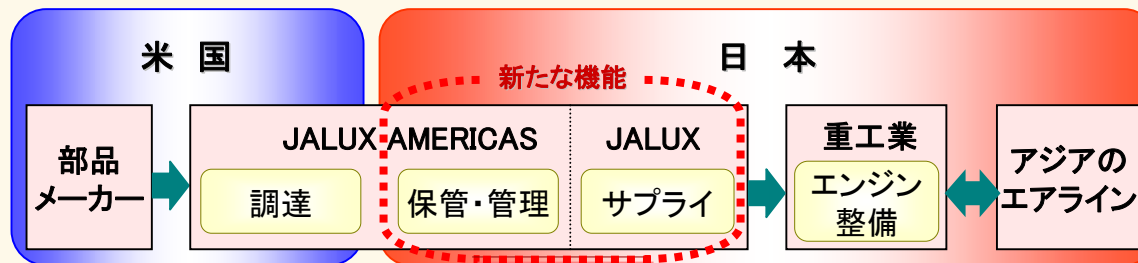 米 国
日 本
新たな機能
部品
メーカー
JALUX AMERICAS
JALUX
調達
保管・管理
サプライ
重工業
エンジン
整備
アジアの
エアライン